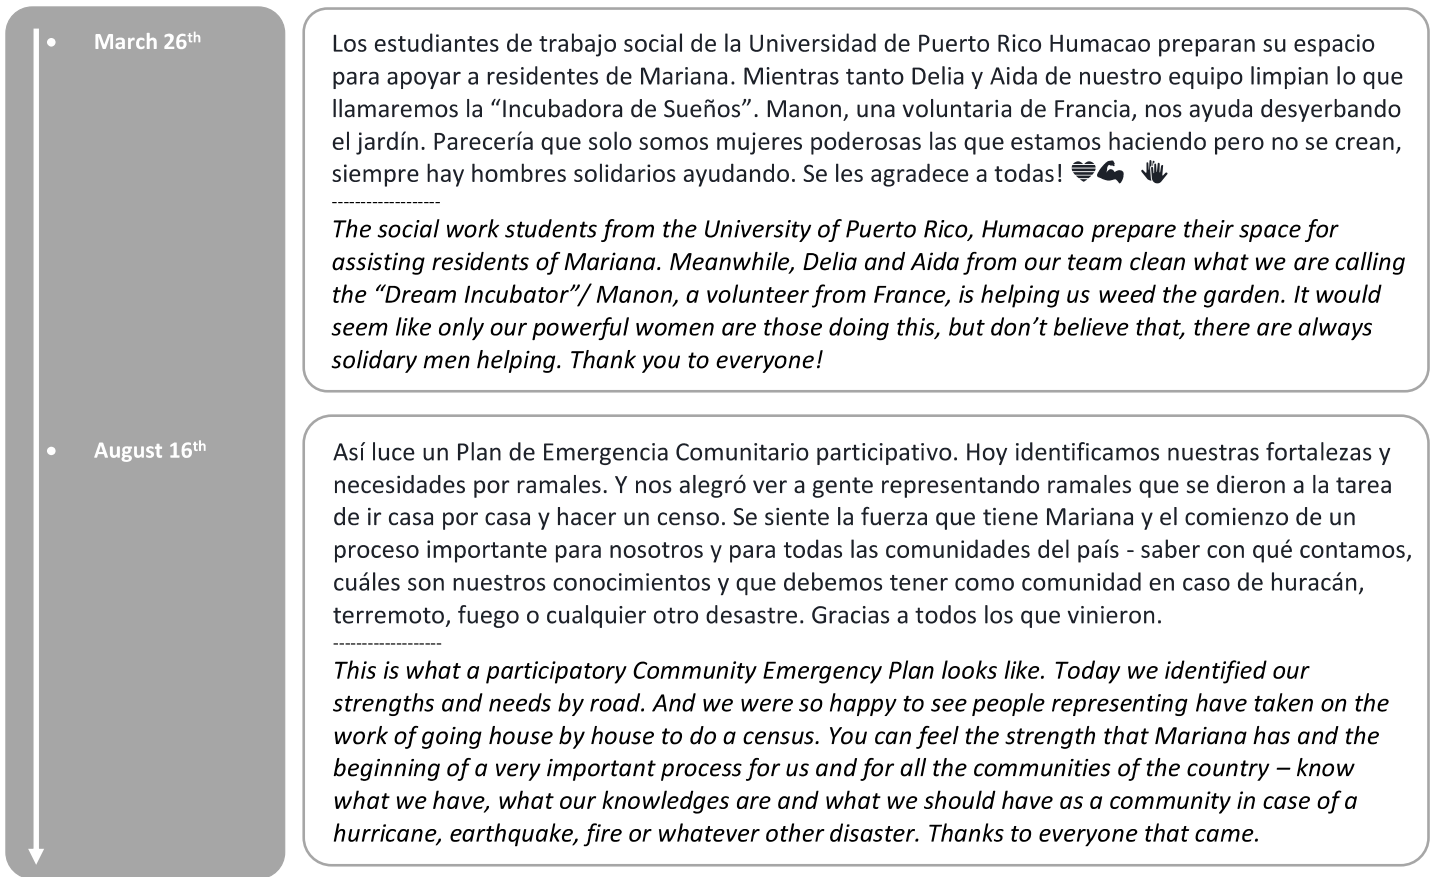 March 26th
Los estudiantes de trabajo social de la Universidad de Puerto Rico Humacao preparan su espacio
para apoyar a residentes de Mariana. Mientras tanto Delia y Aida de nuestro equipo limpian lo que
llamaremos la “Incubadora de Sueños”. Manon, una voluntaria de Francia, nos ayuda desyerbando
el jardín. Parecería que solo somos mujeres poderosas las que estamos haciendo pero no se crean,
siempre hay hombres solidarios ayudando. Se les agradece a todas!
-------------------
The social work students from the University of Puerto Rico, Humacao prepare their space for
assisting residents of Mariana. Meanwhile, Delia and Aida from our team clean what we are calling
the “Dream Incubator”/ Manon, a volunteer from France, is helping us weed the garden. It would
seem like only our powerful women are those doing this, but don’t believe that, there are always
solidary men helping. Thank you to everyone!
August 16th
Así luce un Plan de Emergencia Comunitario participativo. Hoy identificamos nuestras fortalezas y
necesidades por ramales. Y nos alegró ver a gente representando ramales que se dieron a la tarea
de ir casa por casa y hacer un censo. Se siente la fuerza que tiene Mariana y el comienzo de un
proceso importante para nosotros y para todas las comunidades del país - saber con qué contamos,
cuáles son nuestros conocimientos y que debemos tener como comunidad en caso de huracán,
terremoto, fuego o cualquier otro desastre. Gracias a todos los que vinieron.
-------------------
This is what a participatory Community Emergency Plan looks like. Today we identified our
strengths and needs by road. And we were so happy to see people representing have taken on the
work of going house by house to do a census. You can feel the strength that Mariana has and the
beginning of a very important process for us and for all the communities of the country – know
what we have, what our knowledges are and what we should have as a community in case of a
hurricane, earthquake, fire or whatever other disaster. Thanks to everyone that came.